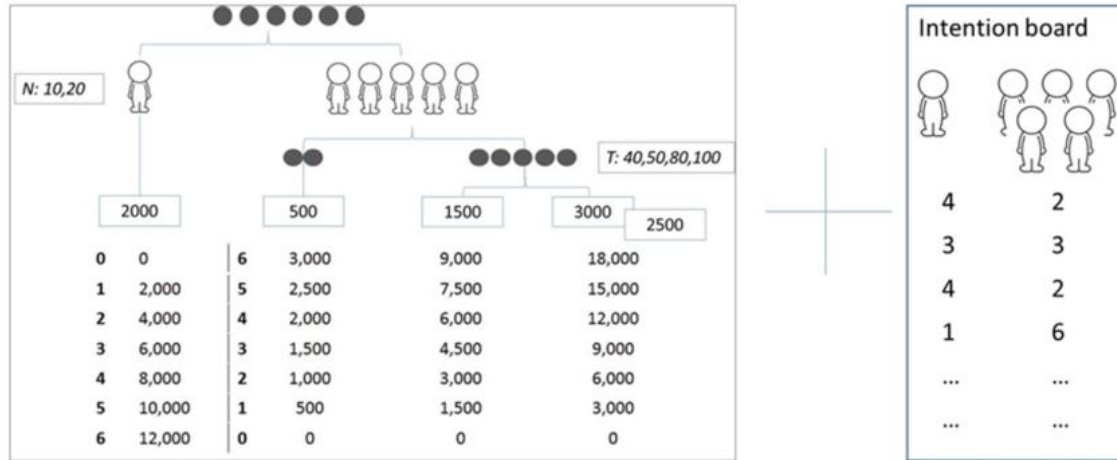 Intention board
N: 10,20
T: 40,50,80,100
2000 500 1500 3000
2500
0 0 6 3,000 9,000 18,000
1 2,000 5 2,500 7,500 15,000
2 4,000 4 2,000 6,000 12,000
3 6,000 3 1,500 4,500 9,000
4 8,000 2 1,000 3,000 6,000
5 10,000 1 500 1,500 3,000
6 12,000 0 0 0 0
4 2
3 3
4 2
1 6
... ...
... ...